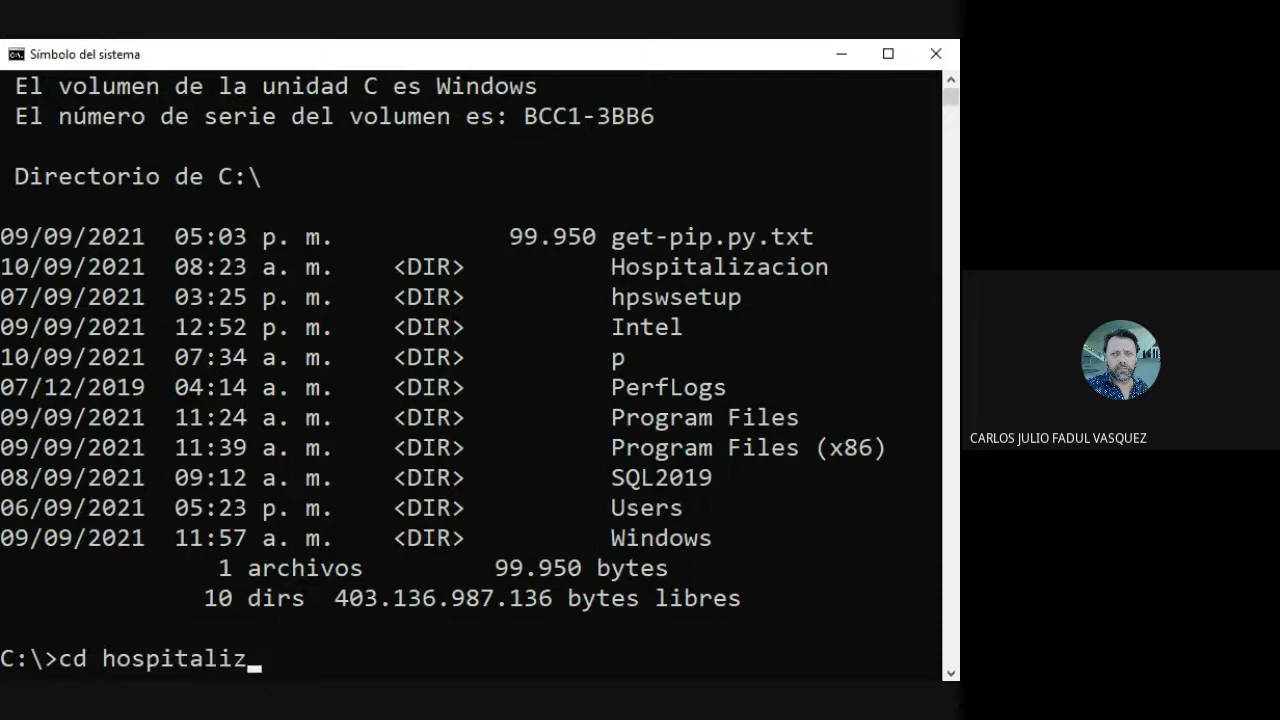 Símbolo del sistema
El volumen de la unidad C es Windows
El número de serie del volumen es: BCC1-3BB6
Directorio de C:\
09/09/2021 05:03 p. m. 99.950 get-pip.py.txt
10/09/2021 08:23 a. m. <DIR> Hospitalizacion
07/09/2021 03:25 p. m. <DIR> hpswsetup
09/09/2021 12:52 p. m. <DIR> Intel
10/09/2021 07:34 a. m. <DIR> p
07/12/2019 04:14 a. m. <DIR> PerfLogs
09/09/2021 11:24 a. m. <DIR> Program Files
09/09/2021 11:39 a. m. <DIR> Program Files (x86)
08/09/2021 09:12 a. m. <DIR> SQL2019
06/09/2021 05:23 p. m. <DIR> Users
09/09/2021 11:57 a. m. <DIR> Windows
1 archivos 99.950 bytes
10 dirs 403.136.987.136 bytes libres
C:\>cd hospitaliz
CARLOS JULIO FADUL VASQUEZ